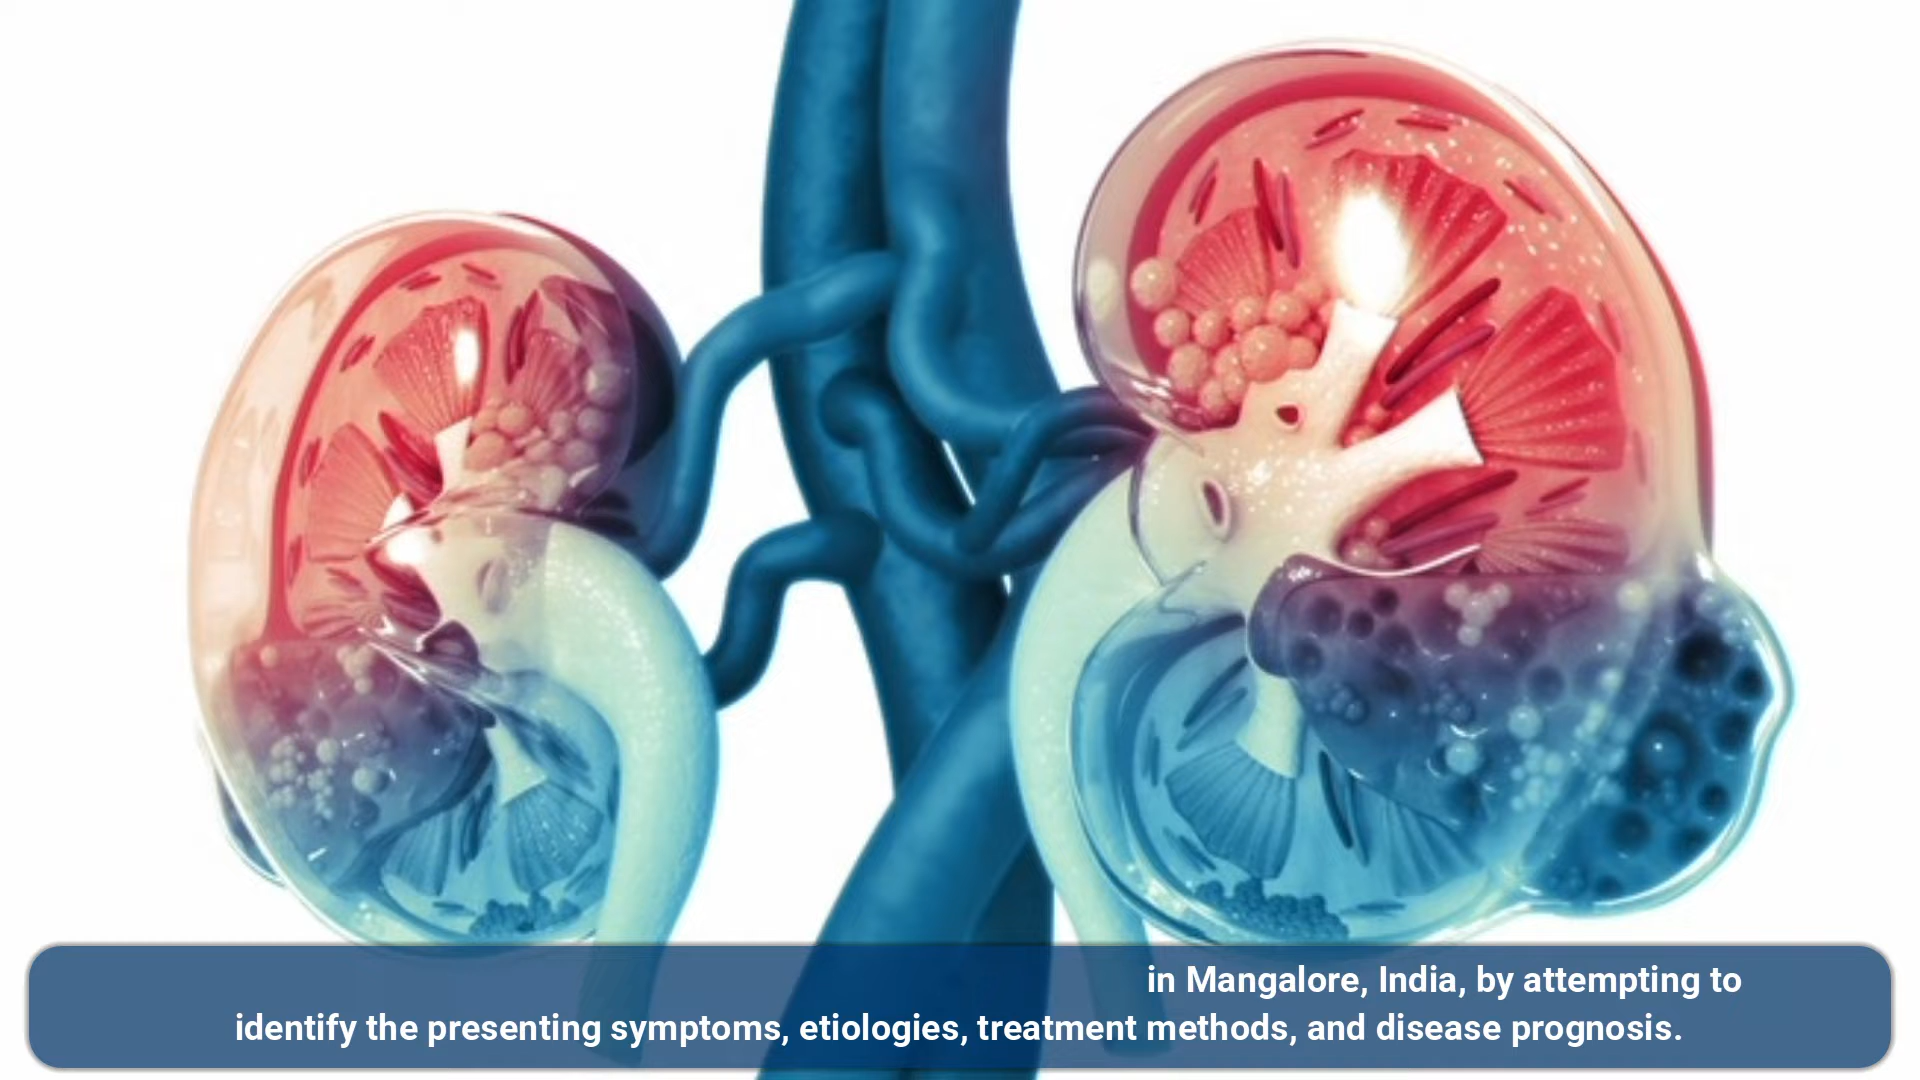 in Mangalore, India, by attempting to
identify the presenting symptoms, etiologies, treatment methods, and disease prognosis.